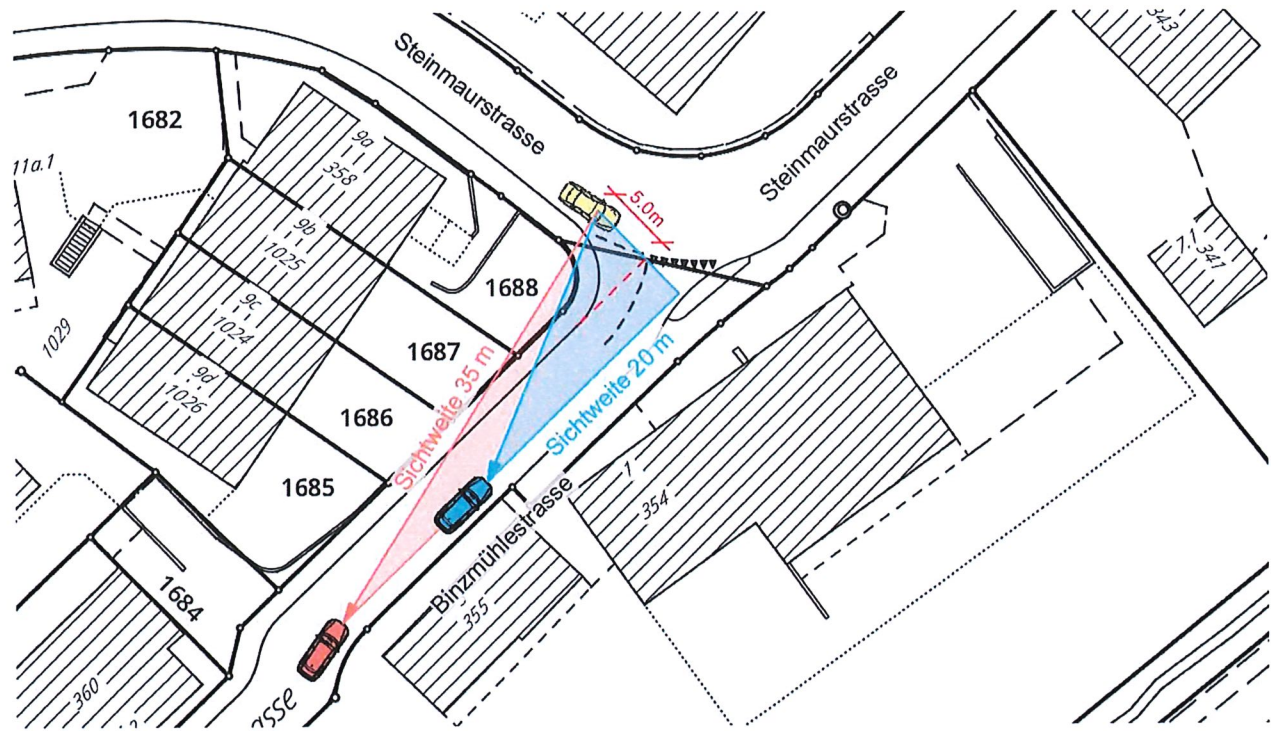 343
Steinmaurstrasse
Steinmaurstrasse
1682
9a
358
11a.1
5.0m
7.1
341
9b
1025
1688
9c
1024
1029
1687
9d
1026
1686
Sichtweite 35 m
Sichtweite 20 m
1685
1
354
Binzmühlestrasse
355
1684
360
asse